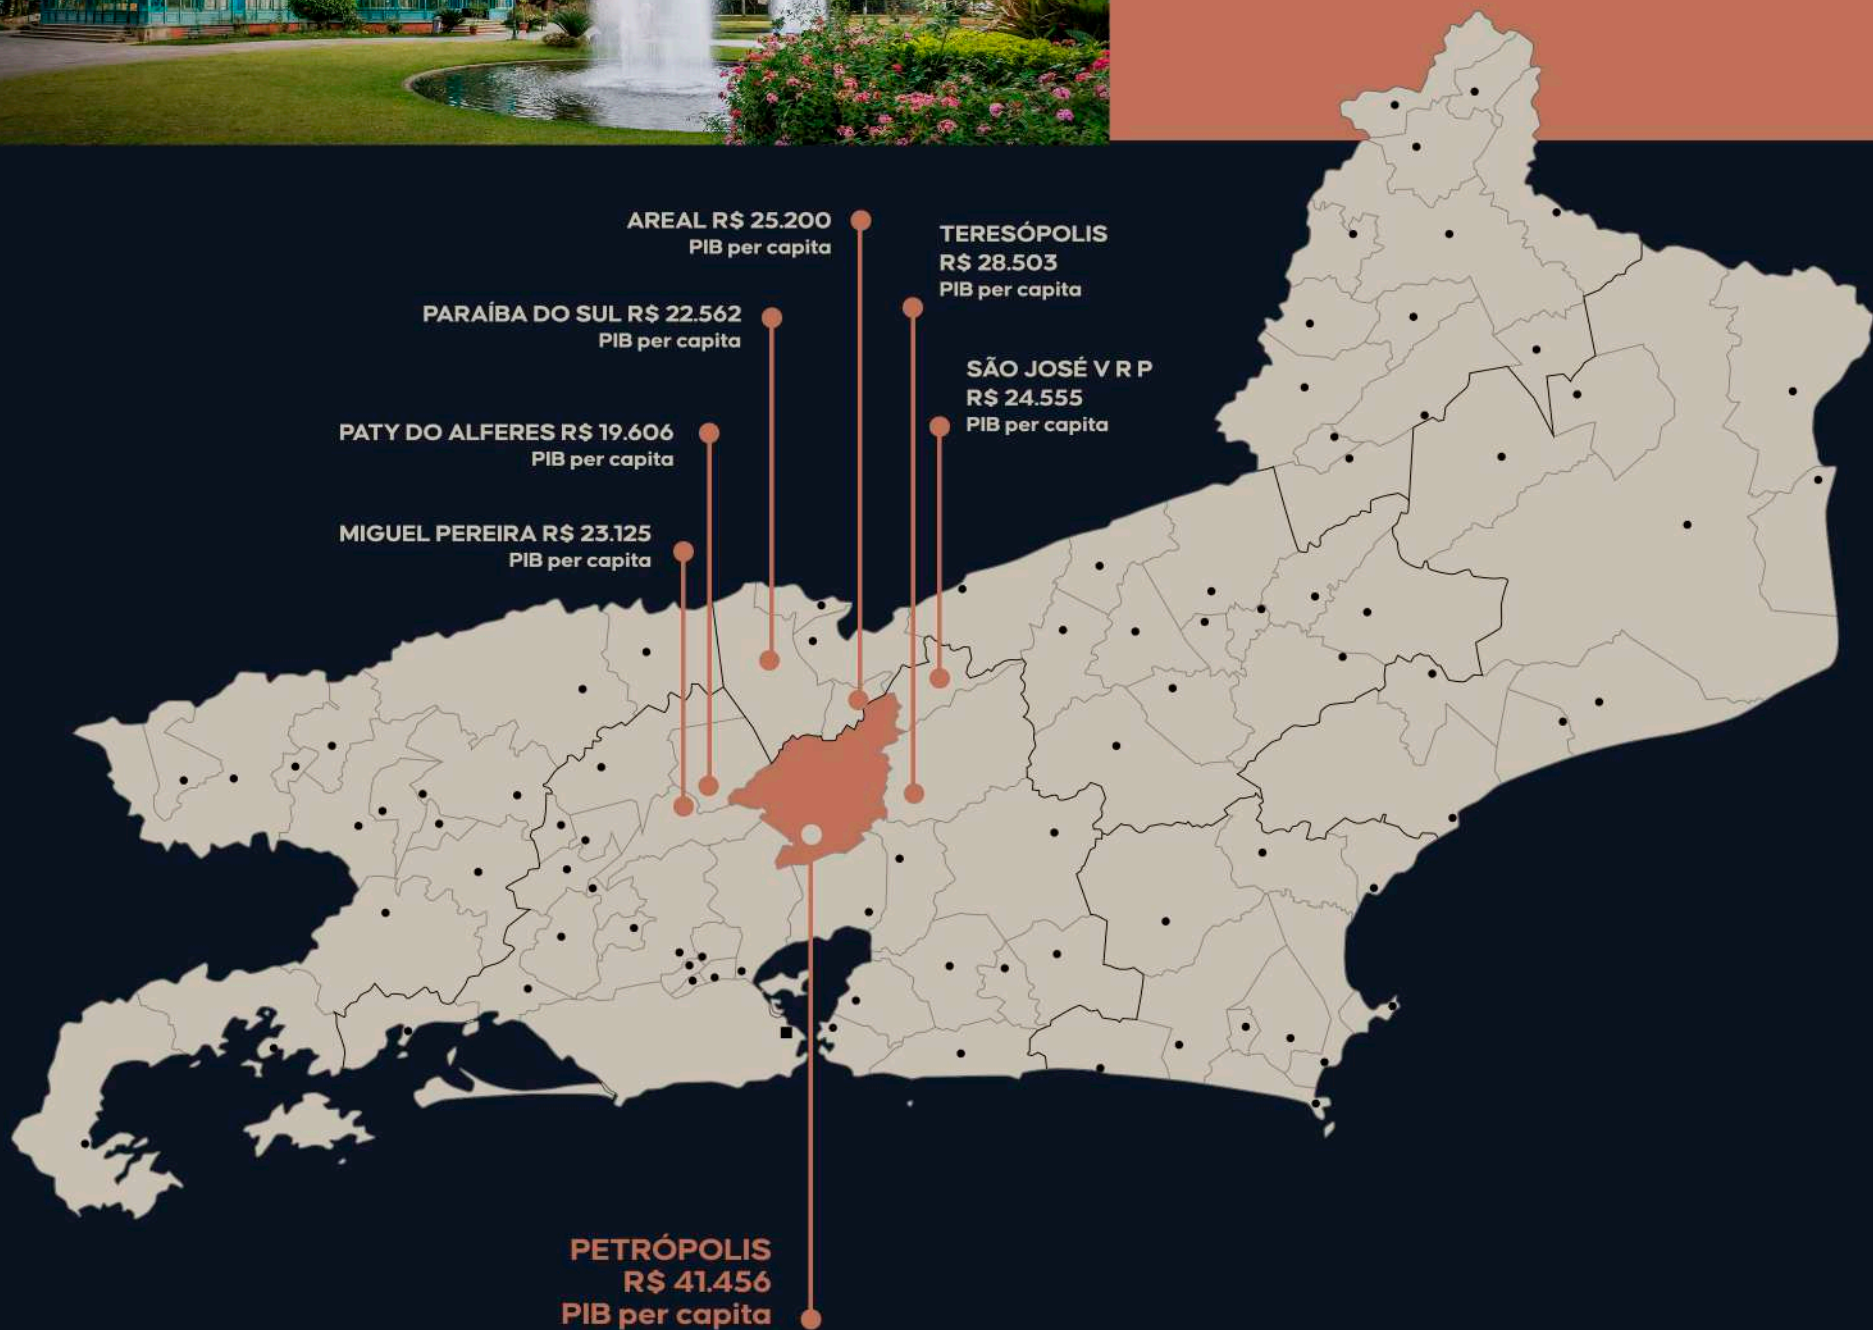 AREAL R$ 25.200
PIB per capita
TERESÓPOLIS
R$ 28.503
PIB per capita
PARAÍBA DO SUL R$ 22.562
PIB per capita
SÃO JOSÉ V R P
R$ 24.555
PIB per capita
PATY DO ALFERES R$ 19.606
PIB per capita
MIGUEL PEREIRA R$ 23.125
PIB per capita
PETRÓPOLIS
R$ 41.456
PIB per capita